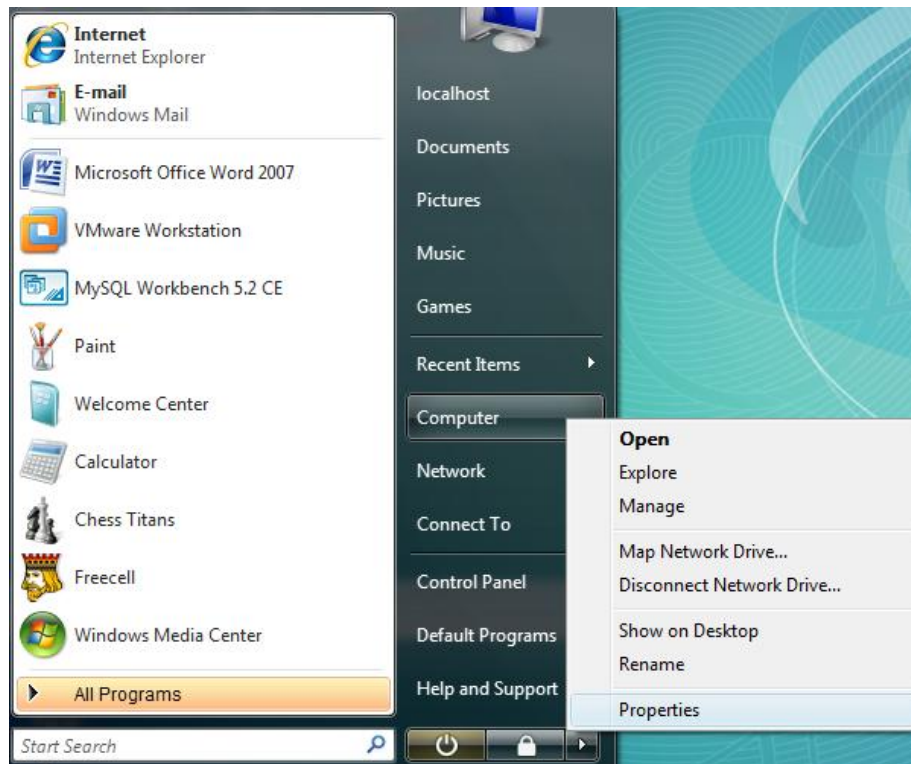 Internet
Internet Explorer
E-mail
Windows Mail
Microsoft Office Word 2007
VMware Workstation
MySQL Workbench 5.2 CE
Paint
Welcome Center
Calculator
Chess Titans
Freecell
Windows Media Center
All Programs
Start Search
localhost
Documents
Pictures
Music
Games
Recent Items
Computer
Network
Connect To
Control Panel
Default Programs
Help and Support
Open
Explore
Manage
Map Network Drive...
Disconnect Network Drive...
Show on Desktop
Rename
Properties